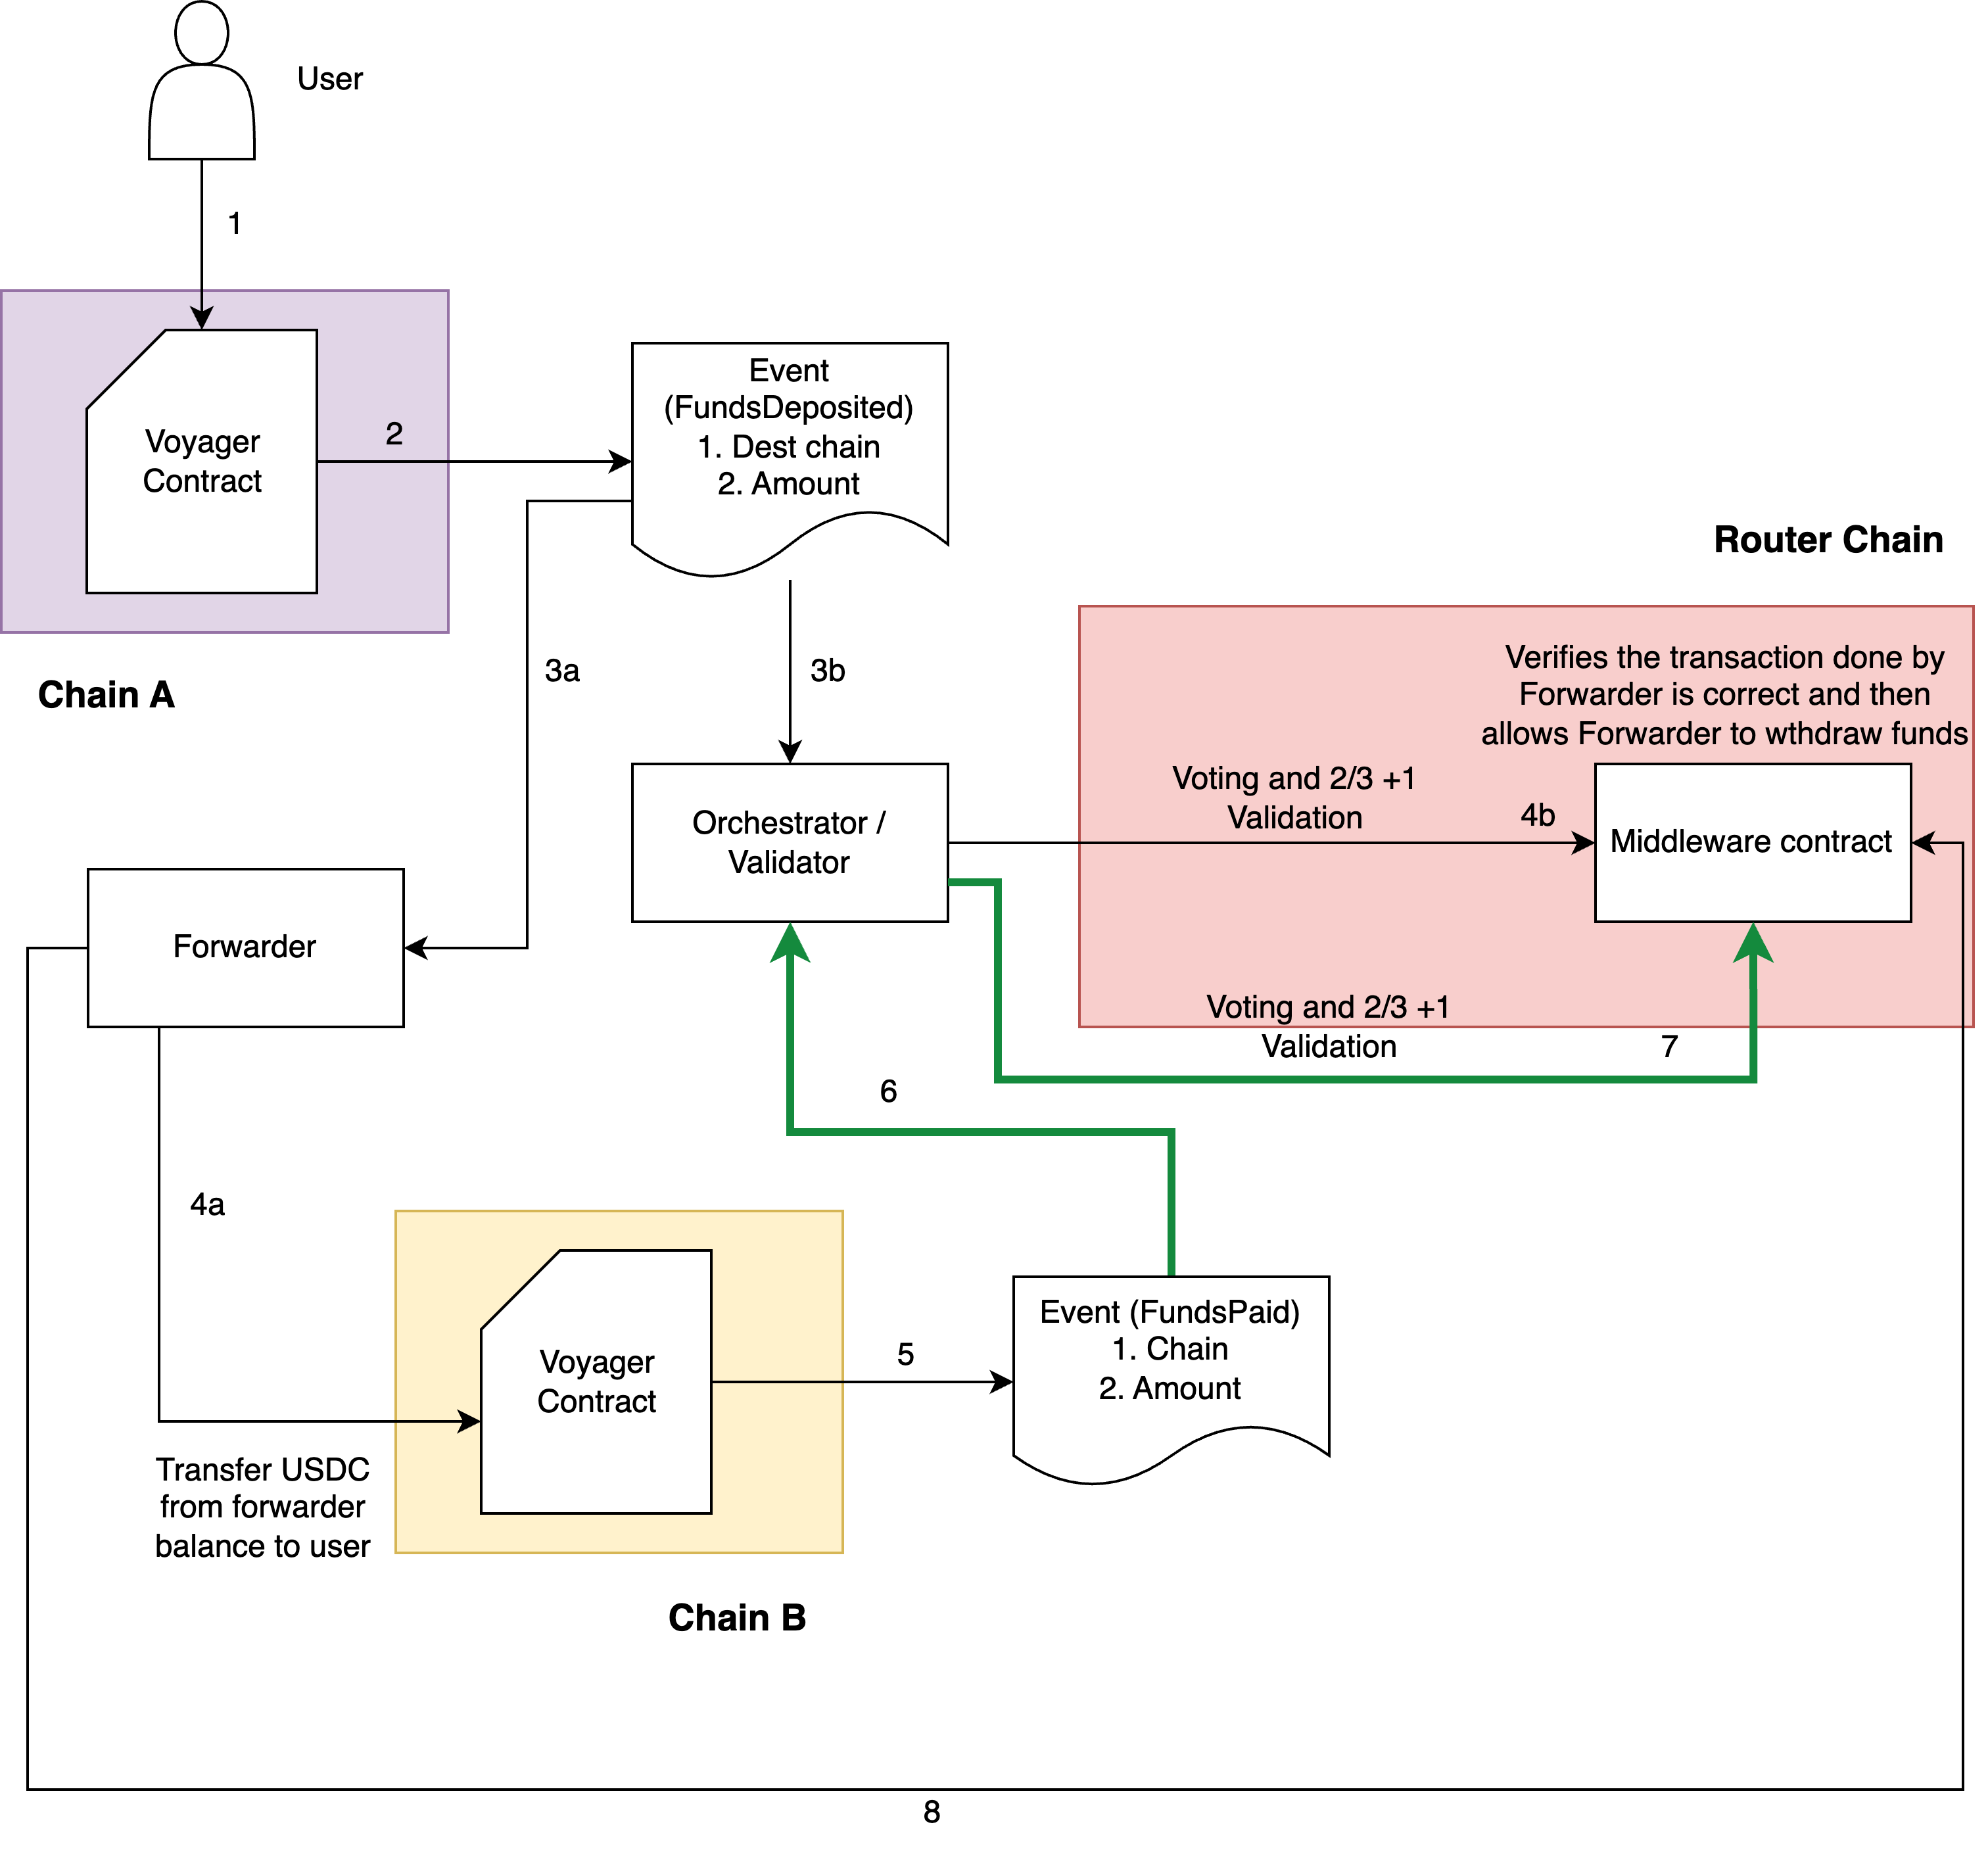 User
1
Voyager
Contract
2
Event
(FundsDeposited)
1. Dest chain
2. Amount
Chain A
3a
3b
Router Chain
Verifies the transaction done by
Forwarder is correct and then
allows Forwarder to wthdraw funds
Orchestrator /
Validator
Voting and 2/3 +1
Validation
4b
Middleware contract
Forwarder
Voting and 2/3 +1
Validation
7
6
4a
Voyager
Contract
5
Event (FundsPaid)
1. Chain
2. Amount
Transfer USDC
from forwarder
balance to user
Chain B
8